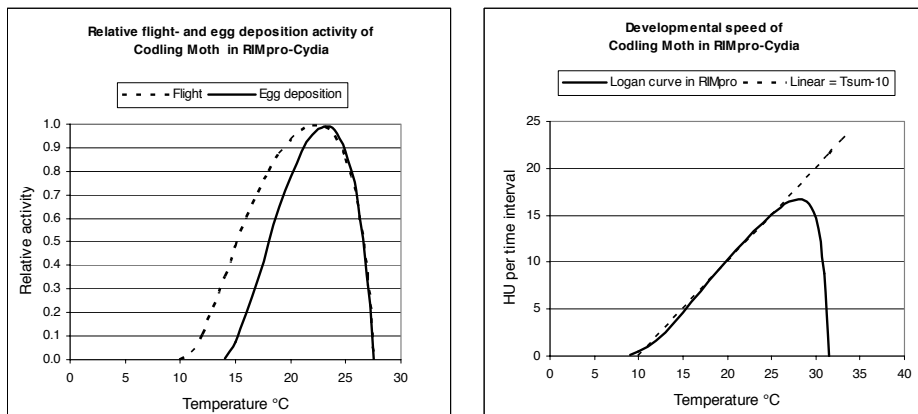 Relative flight- and egg deposition activity of
Codling Moth in RIMpro-Cydia
Flight
Egg deposition
1.0
0.9
0.8
0.7
0.6
0.5
0.4
0.3
0.2
0.1
0.0
Relative activity
0 5 10 15 20 25 30
Temperature °C
Developmental speed of
Codling Moth in RIMpro-Cydia
Logan curve in RIMpro
Linear = Tsum-10
25
20
15
10
5
0
HU per time interval
0 5 10 15 20 25 30 35 40
Temperature °C